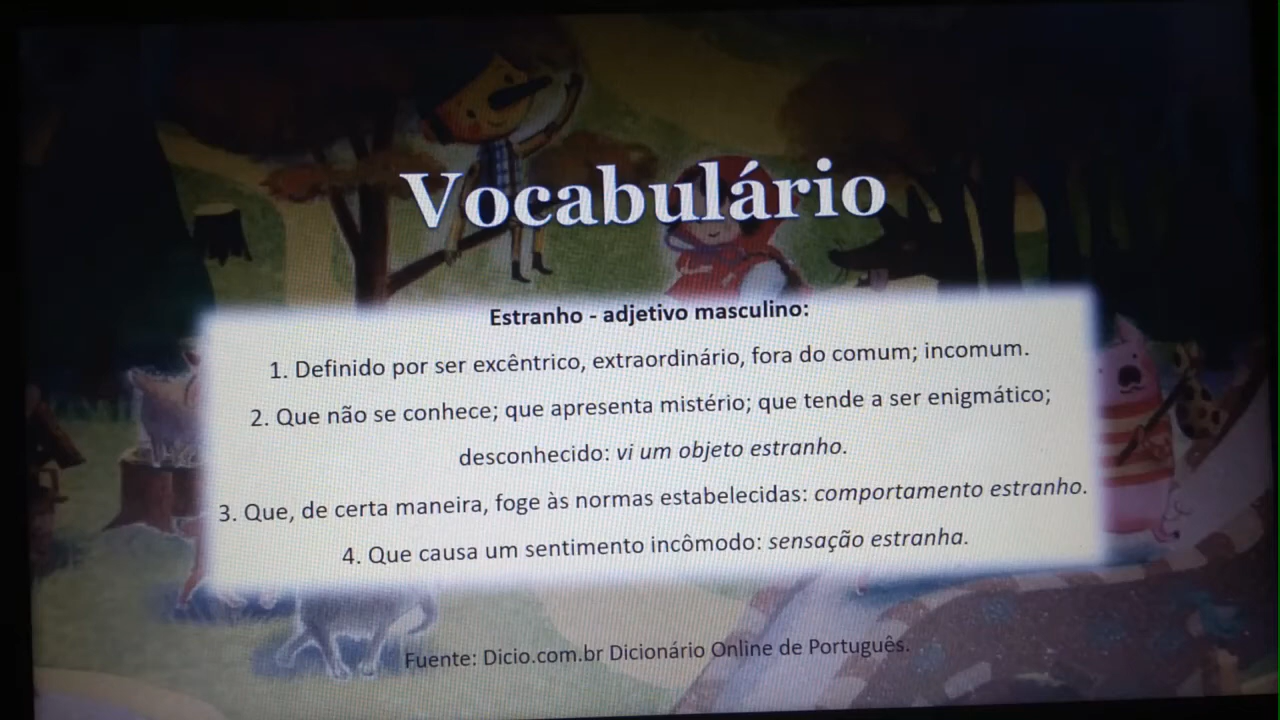 Vocabulário
Estranho - adjetivo masculino:
1. Definido por ser excêntrico, extraordinário, fora do comum; incomum.
2. Que não se conhece; que apresenta mistério; que tende a ser enigmático;
desconhecido: vi um objeto estranho.
3. Que, de certa maneira, foge às normas estabelecidas: comportamento estranho.
4. Que causa um sentimento incômodo: sensação estranha.
Fuente: Dicio.com.br Dicionário Online de Português.